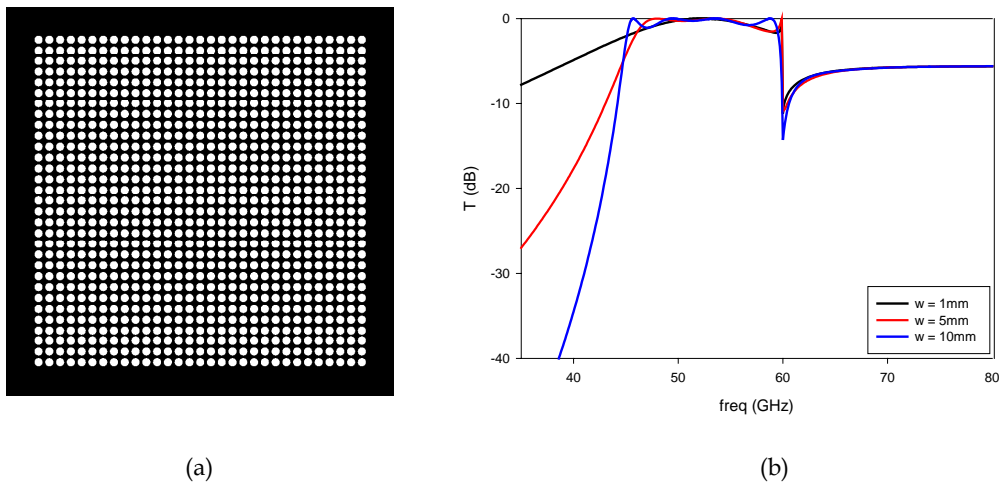 0
-10
-20
-30
-40
T (dB)
40
50
60
70
80
freq (GHz)
w = 1mm
w = 5mm
w = 10mm
(a)
(b)